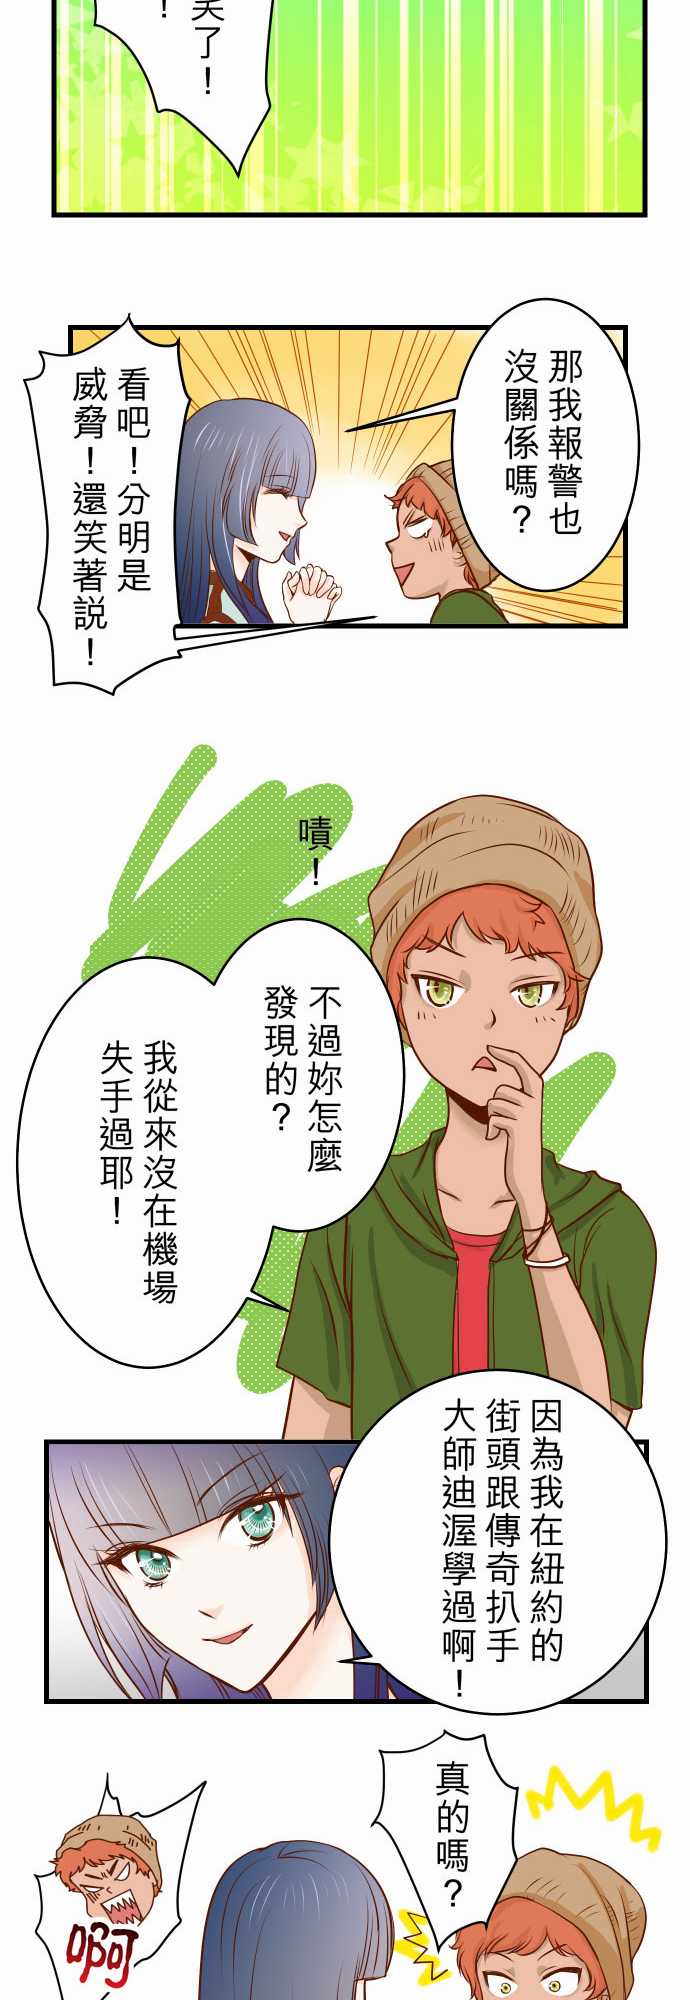 笑了！
！
那我報警也
沒關係嗎？
看吧！分明是
威脅！還笑著說！
嘖！
不過妳怎麼
發現的？
我從來沒在機場
失手過耶！
因為我在紐約的
街頭跟傳奇扒手
大師迪渥學過啊！
真的嗎？
啊